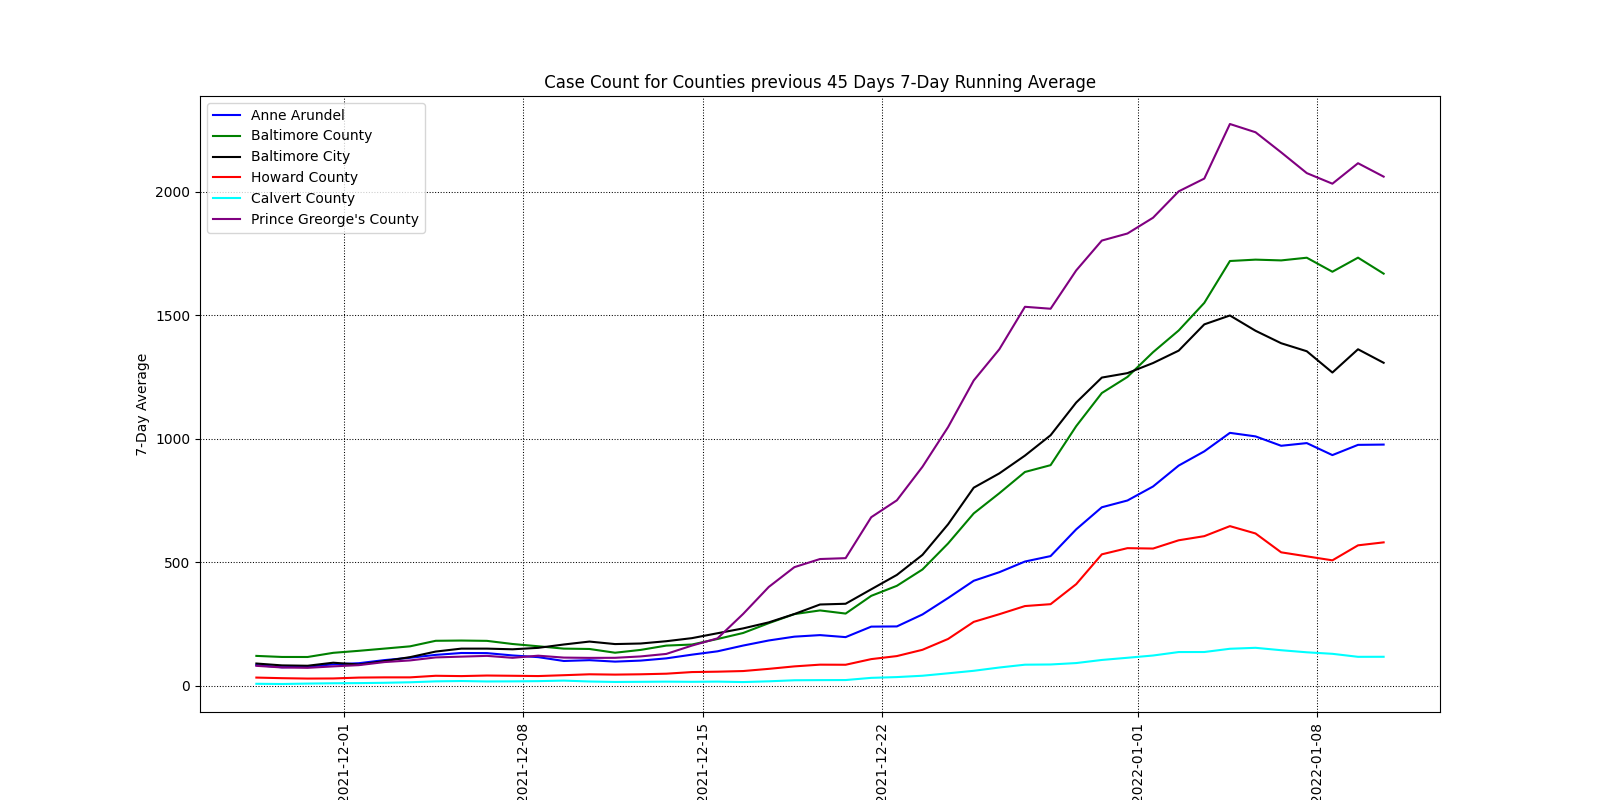 Case Count for Counties previous 45 Days 7-Day Running Average
Anne Arundel
Baltimore County
Baltimore City
Howard County
Calvert County
Prince Greorge's County
7-Day Average
2000
1500
1000
500
0
2021-12-01
2021-12-08
2021-12-15
2021-12-22
2022-01-01
2022-01-08